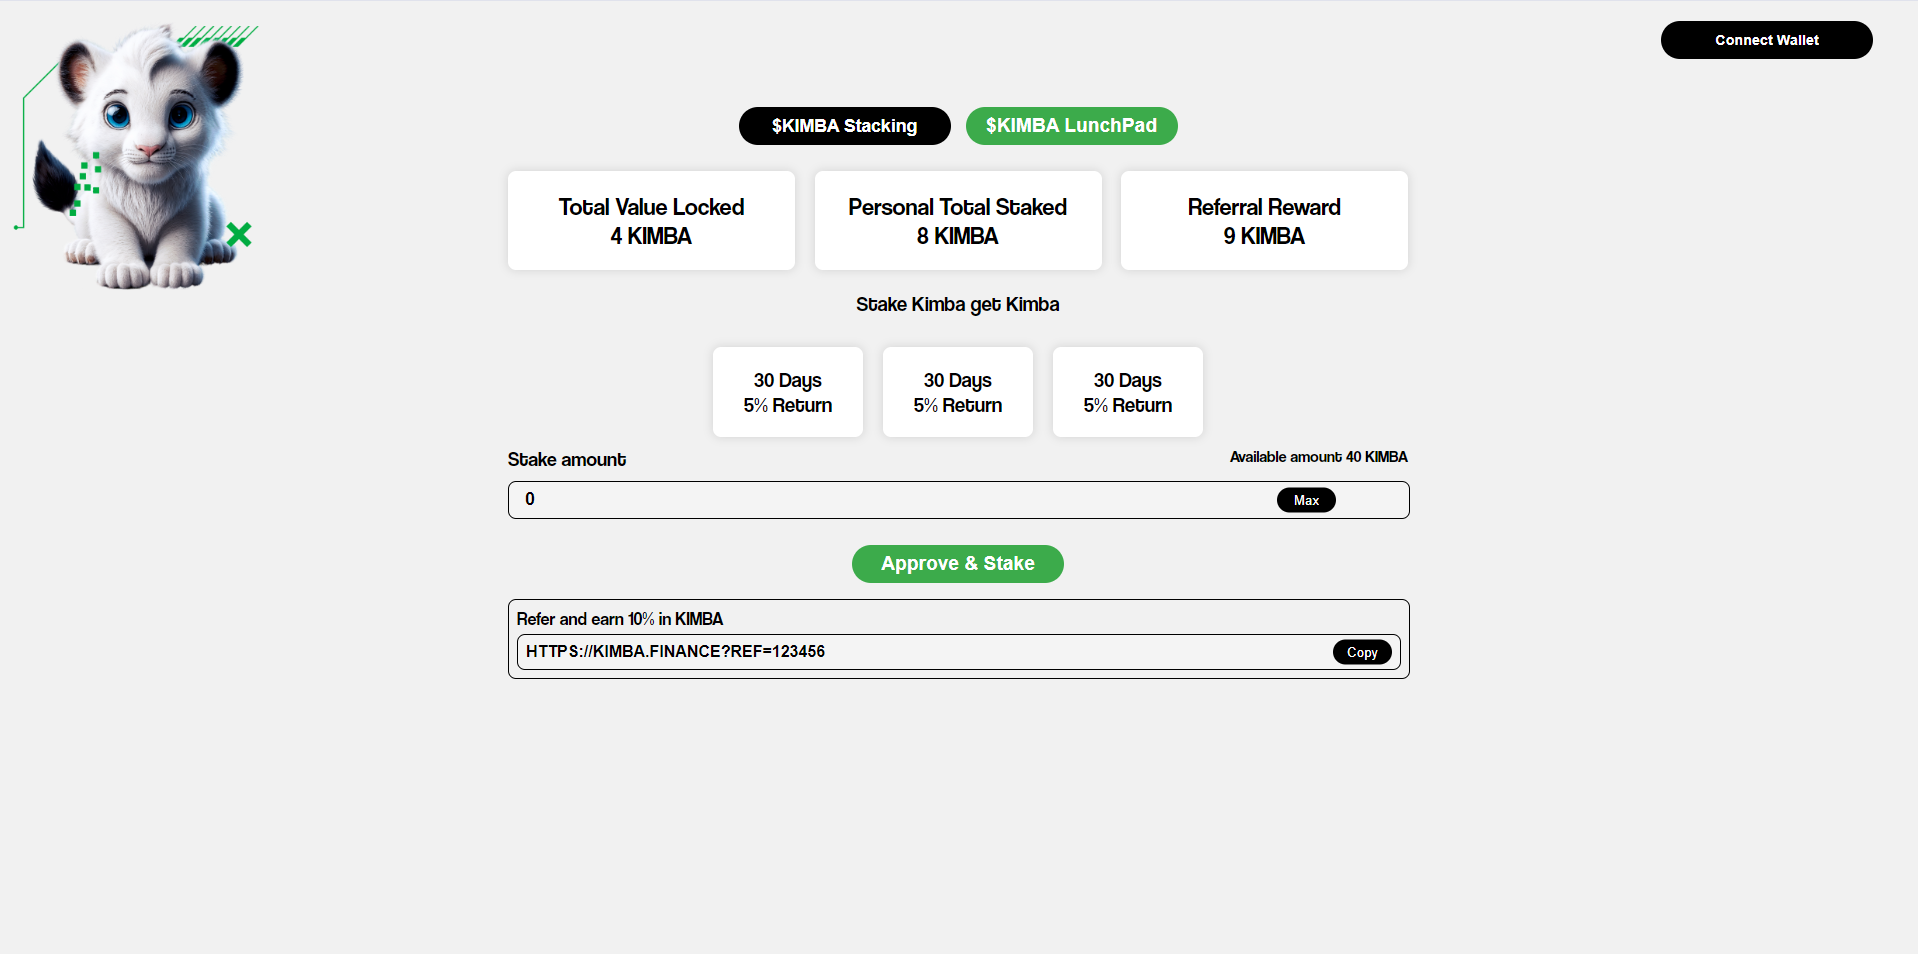 Connect Wallet
$KIMBA Stacking
$KIMBA LunchPad
Total Value Locked
4 KIMBA
Personal Total Staked
8 KIMBA
Referral Reward
9 KIMBA
Stake Kimba get Kimba
30 Days
5% Return
30 Days
5% Return
30 Days
5% Return
Stake amount
Available amount 40 KIMBA
0
Max
Approve & Stake
Refer and earn 10% in KIMBA
HTTPS://KIMBA.FINANCE?REF=123456
Copy